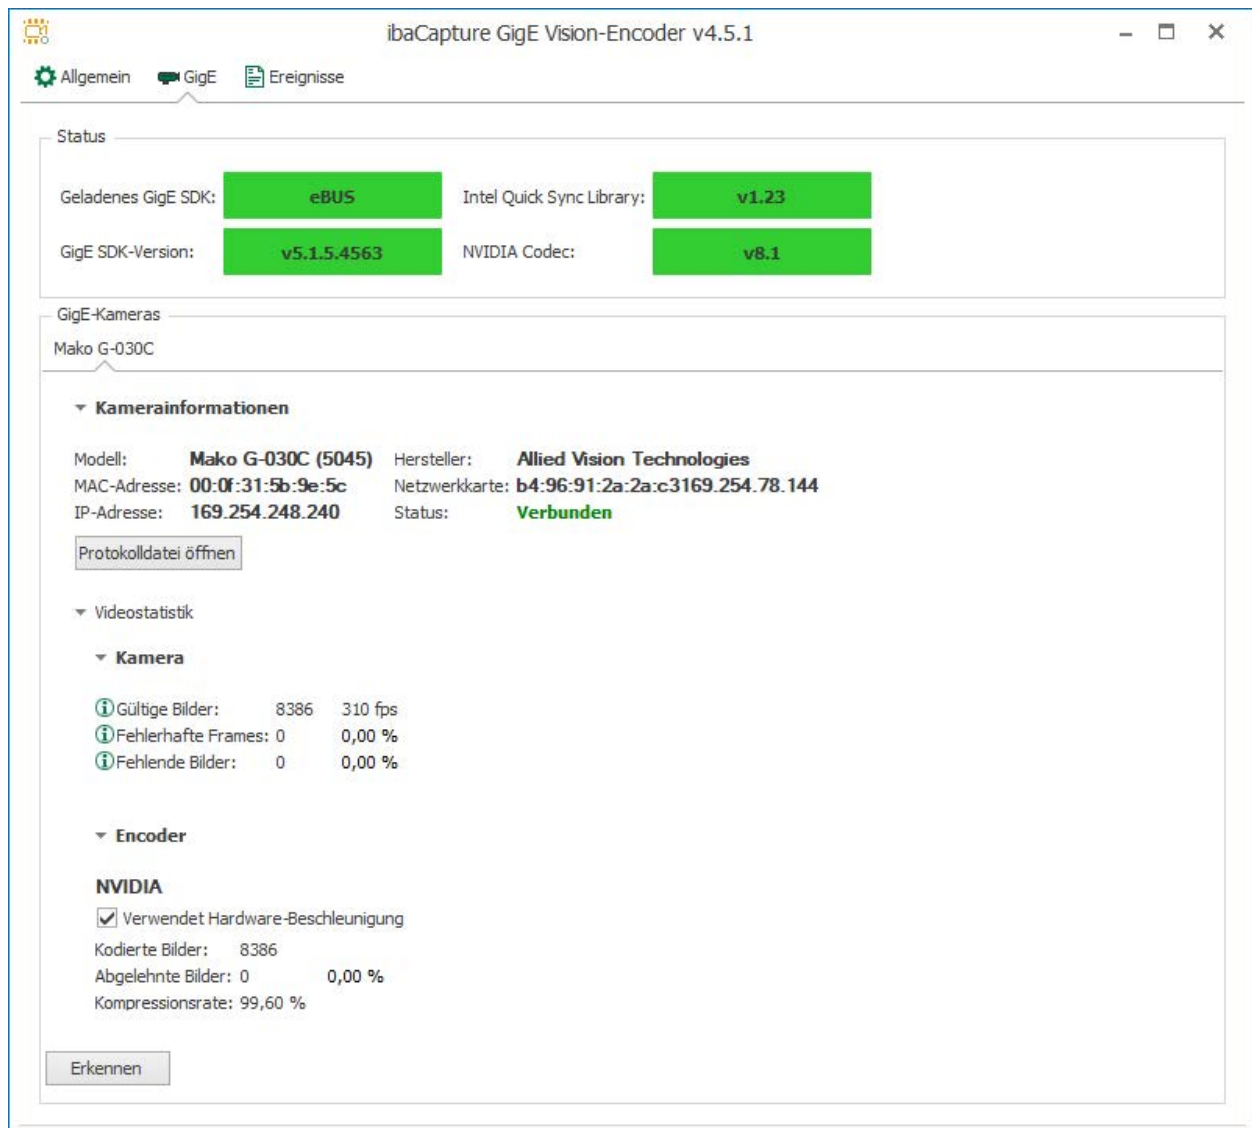 ibaCapture GigE Vision-Encoder v4.5.1
Allgemein GigE Ereignisse
Status
Geladenes GigE SDK: eBUS Intel Quick Sync Library: v1.23
GigE SDK-Version: v5.1.5.4563 NVIDIA Codec: v8.1
GigE-Kameras
Mako G-030C
Kamerainformationen
Modell: Mako G-030C (5045) Hersteller: Allied Vision Technologies
MAC-Adresse: 00:0f:31:5b:9e:5c Netzwerkkarte: b4:96:91:2a:2a:c3169.254.78.144
IP-Adresse: 169.254.248.240 Status: Verbunden
Protokolldatei öffnen
Videostatistik
Kamera
Gültige Bilder: 8386 310 fps
Fehlerhafte Frames: 0 0,00 %
Fehlende Bilder: 0 0,00 %
Encoder
NVIDIA
Verwendet Hardware-Beschleunigung
Kodierte Bilder: 8386
Abgelehnte Bilder: 0 0,00 %
Kompressionsrate: 99,60 %
Erkennen